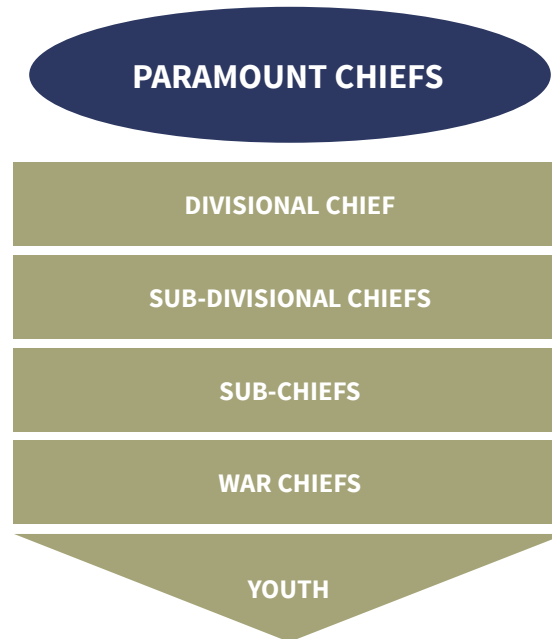 PARAMOUNT CHIEFS
DIVISIONAL CHIEF
SUB-DIVISIONAL CHIEFS
SUB-CHIEFS
WAR CHIEFS
YOUTH